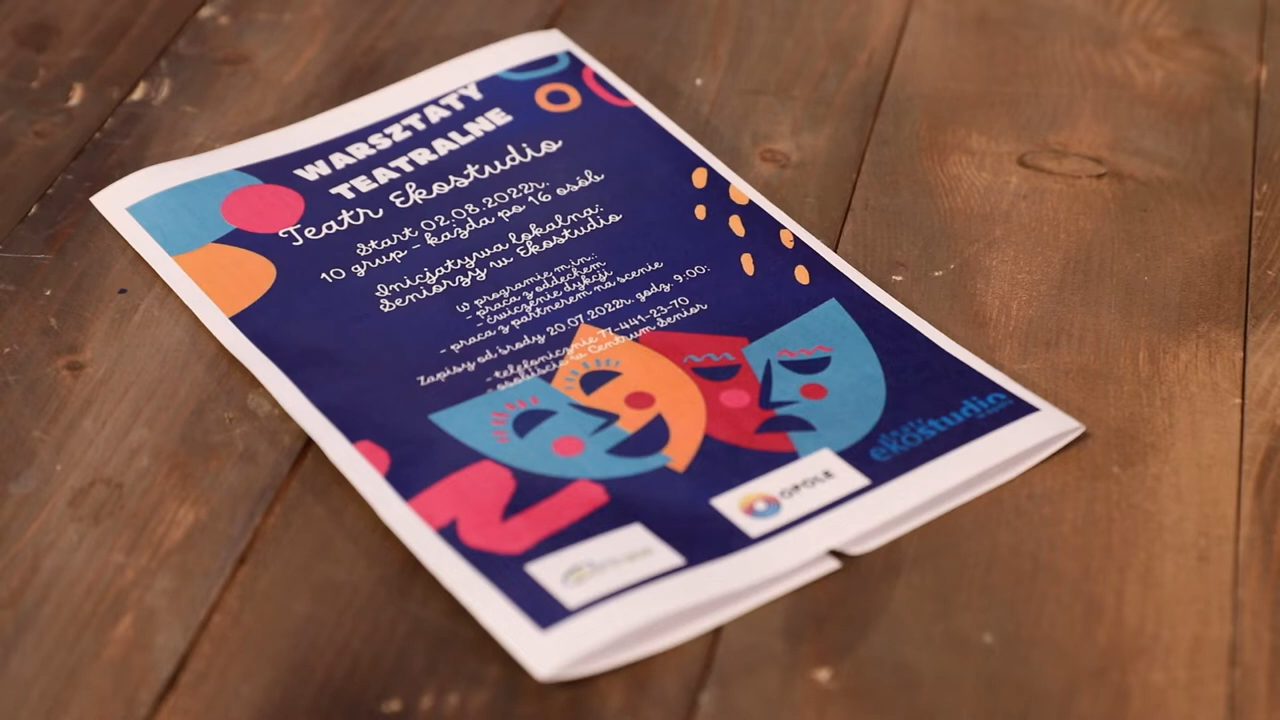 WARSZTATY
TEATRALNE
Teatr Ekostudio
Start 02.08.2022r.
10 grup - każda po 16 osób
Inicjatywa lokalna:
Seniorzy w Ekostudio
W programie m.in.:
- praca z oddechem
- ćwiczenie dykcji
- praca z partnerem na scenie
Zapisy od środy 20.07.2022r. godz. 9:00:
- telefonicznie 77-441-23-70
- osobiście w Centrum Senior
teatr
ekostudio
OPOLE